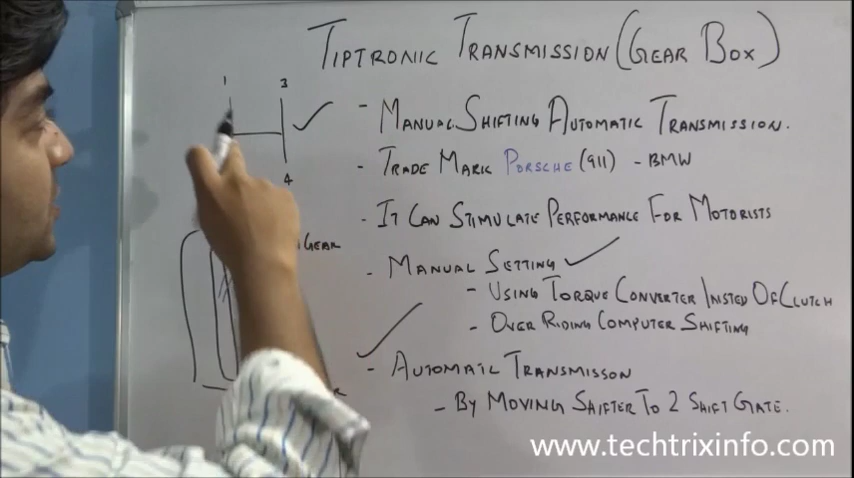 TIPTRONIC TRANSMISSION (GEAR BOX)
1 3
4
- MANUAL SHIFTING AUTOMATIC TRANSMISSION.
- TRADE MARK PORSCHE (911) - BMW
- IT CAN STIMULATE PERFORMANCE FOR MOTORISTS
GEAR
- MANUAL SETTING
- USING TORQUE CONVERTER INSTED OF CLUTCH
- OVER RIDING COMPUTER SHIFTING
- AUTOMATIC TRANSMISSON
- BY MOVING SHIFTER TO 2 SHIFT GATE.
www.techtrixinfo.com